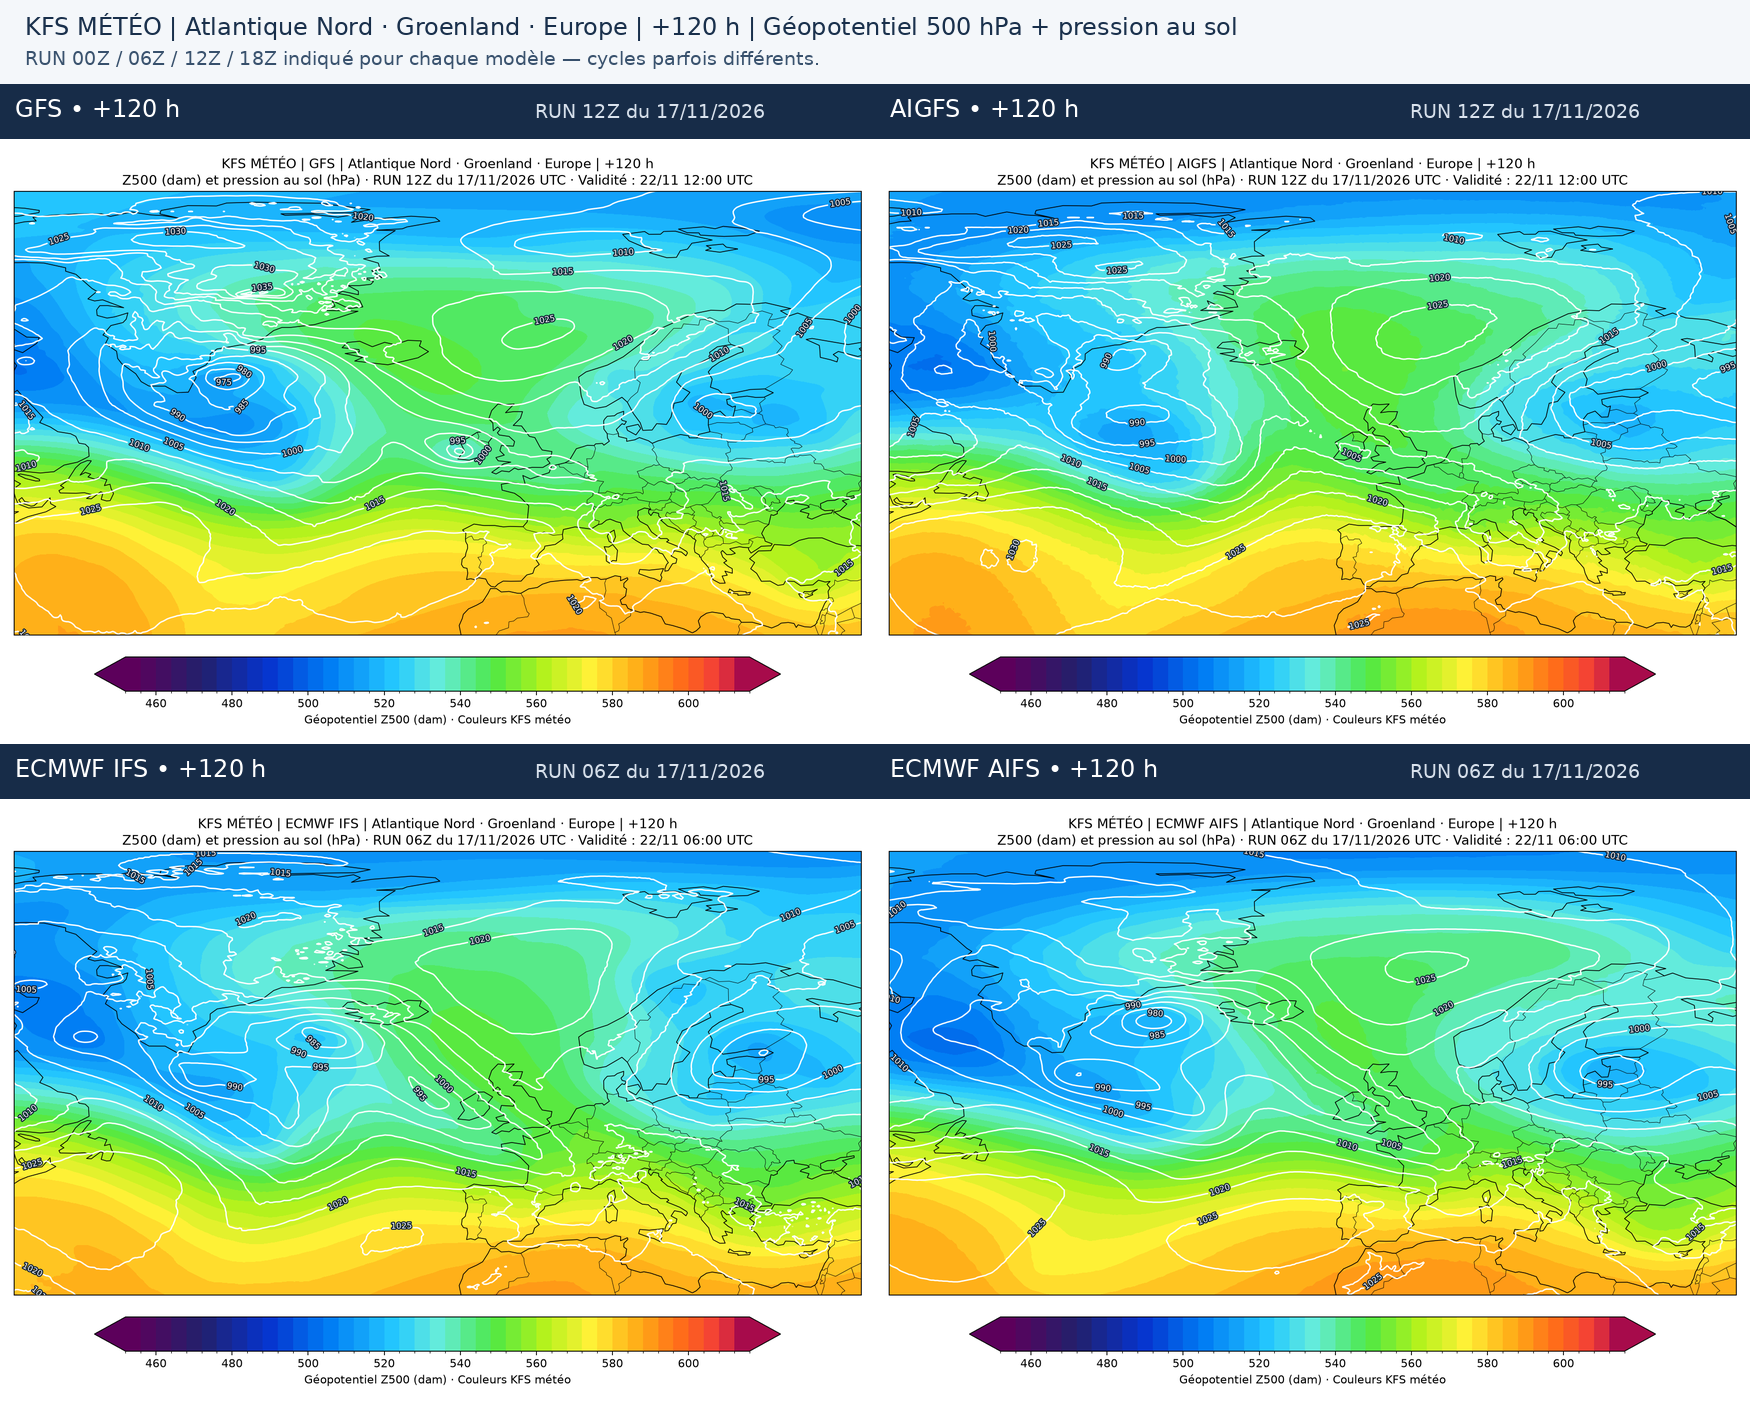 KFS MÉTÉO | Atlantique Nord · Groenland · Europe | +120 h | Géopotentiel 500 hPa + pression au sol
RUN 00Z / 06Z / 12Z / 18Z indiqué pour chaque modèle — cycles parfois différents.
GFS • +120 h
RUN 12Z du 17/11/2026
AIGFS • +120 h
RUN 12Z du 17/11/2026
KFS MÉTÉO | GFS | Atlantique Nord · Groenland · Europe | +120 h
Z500 (dam) et pression au sol (hPa) · RUN 12Z du 17/11/2026 UTC · Validité : 22/11 12:00 UTC
KFS MÉTÉO | AIGFS | Atlantique Nord · Groenland · Europe | +120 h
Z500 (dam) et pression au sol (hPa) · RUN 12Z du 17/11/2026 UTC · Validité : 22/11 12:00 UTC
460 480 500 520 540 560 580 600
Géopotentiel Z500 (dam) · Couleurs KFS météo
460 480 500 520 540 560 580 600
Géopotentiel Z500 (dam) · Couleurs KFS météo
ECMWF IFS • +120 h
RUN 06Z du 17/11/2026
ECMWF AIFS • +120 h
RUN 06Z du 17/11/2026
KFS MÉTÉO | ECMWF IFS | Atlantique Nord · Groenland · Europe | +120 h
Z500 (dam) et pression au sol (hPa) · RUN 06Z du 17/11/2026 UTC · Validité : 22/11 06:00 UTC
KFS MÉTÉO | ECMWF AIFS | Atlantique Nord · Groenland · Europe | +120 h
Z500 (dam) et pression au sol (hPa) · RUN 06Z du 17/11/2026 UTC · Validité : 22/11 06:00 UTC
460 480 500 520 540 560 580 600
Géopotentiel Z500 (dam) · Couleurs KFS météo
460 480 500 520 540 560 580 600
Géopotentiel Z500 (dam) · Couleurs KFS météo